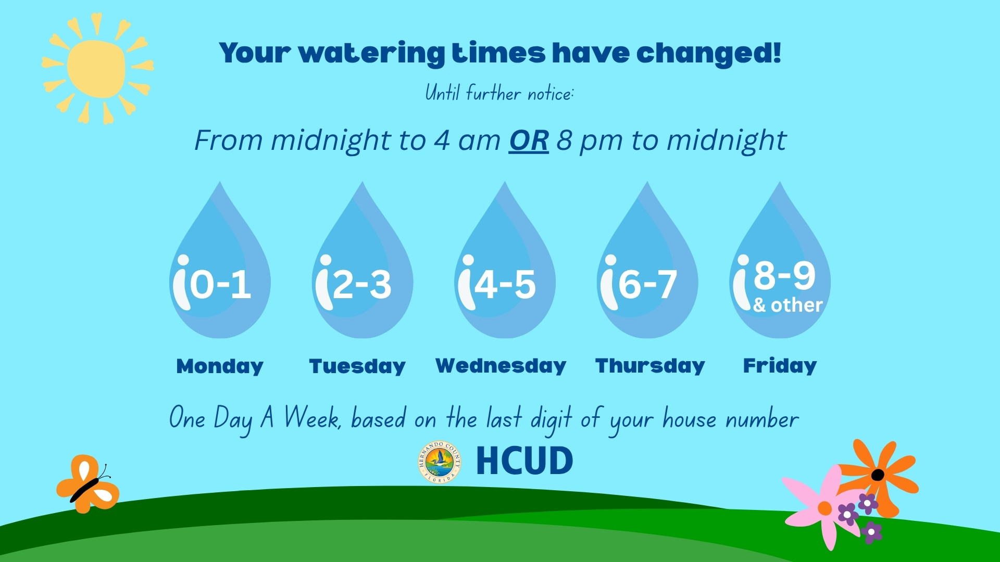 Your watering times have changed!
Until further notice:
From midnight to 4 am OR 8 pm to midnight
0-1
2-3
4-5
6-7
8-9
& other
Monday
Tuesday
Wednesday
Thursday
Friday
One Day A Week, based on the last digit of your house number
HERNANDO COUNTY
FLORIDA
HCUD